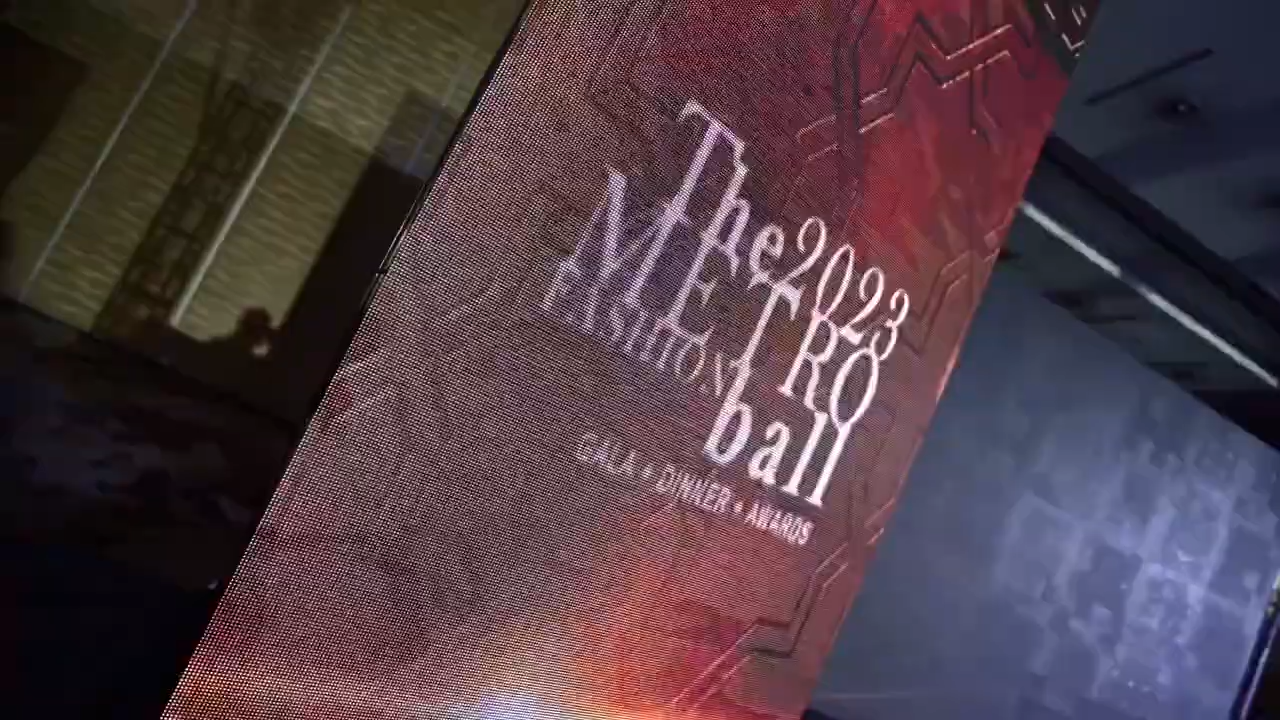 The 2023
METRO
FASHION
ball
GALA + DINNER + AWARDS